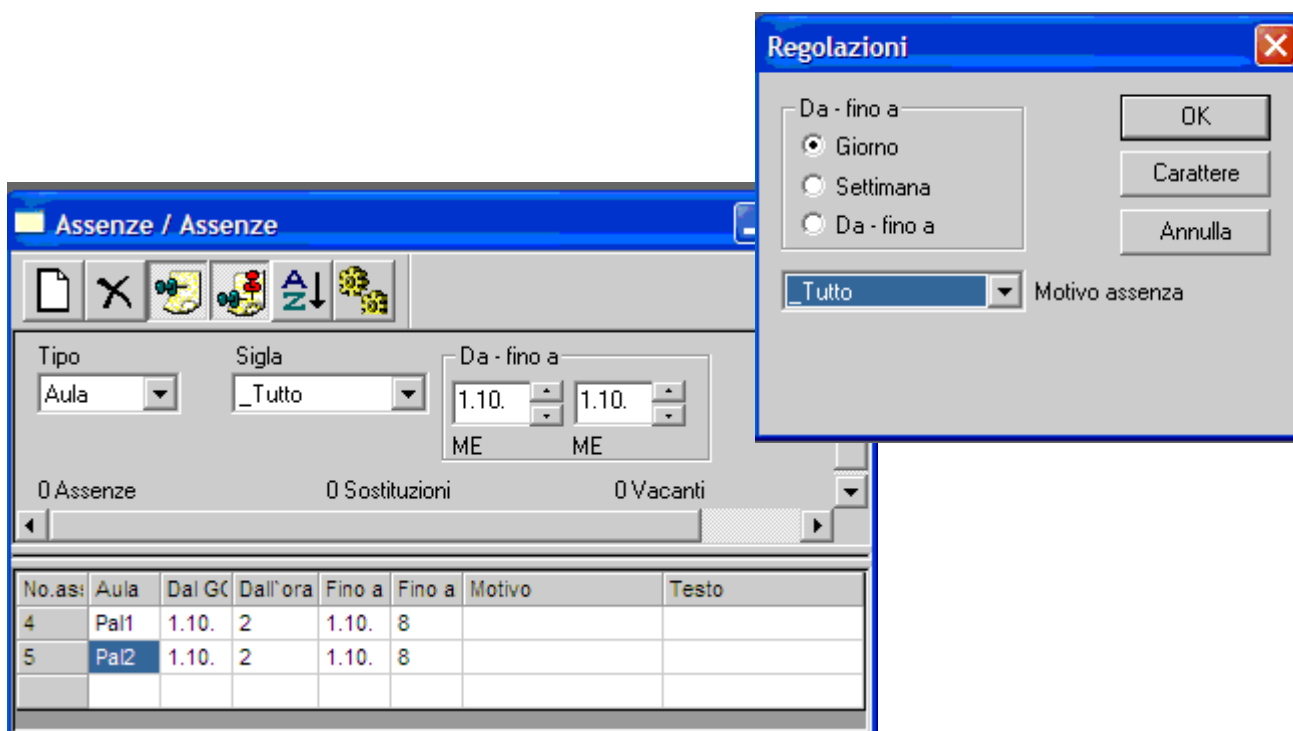 Regolazioni
Da - fino a
Giorno
Settimana
Da - fino a
OK
Carattere
Annulla
_Tutto Motivo assenza
Assenze / Assenze
Tipo Sigla Da - fino a
Aula _Tutto 1.10. 1.10.
ME ME
0 Assenze 0 Sostituzioni 0 Vacanti
No.as: Aula Dal G( Dall`ora Fino a Fino a Motivo Testo
4 Pal1 1.10. 2 1.10. 8
5 Pal2 1.10. 2 1.10. 8